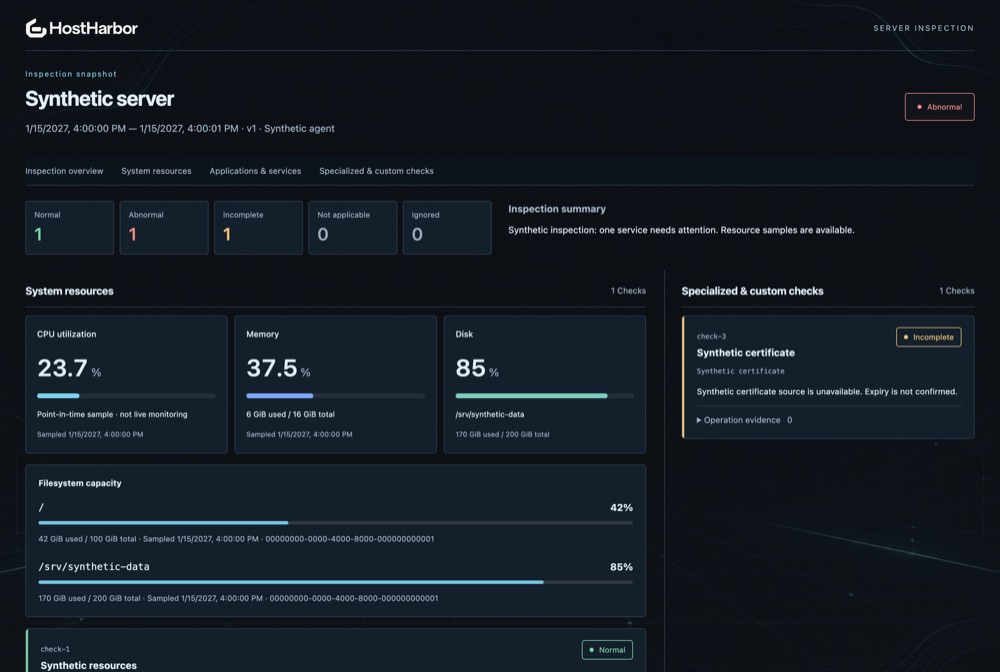 HostHarbor
SERVER INSPECTION
Inspection snapshot
Synthetic server
1/15/2027, 4:00:00 PM — 1/15/2027, 4:00:01 PM · v1 · Synthetic agent
Abnormal
Inspection overview
System resources
Applications & services
Specialized & custom checks
Normal
1
Abnormal
1
Incomplete
1
Not applicable
0
Ignored
0
Inspection summary
Synthetic inspection: one service needs attention. Resource samples are available.
System resources
1 Checks
CPU utilization
23.7 %
Point-in-time sample · not live monitoring
Sampled 1/15/2027, 4:00:00 PM
Memory
37.5 %
6 GiB used / 16 GiB total
Sampled 1/15/2027, 4:00:00 PM
Disk
85 %
/srv/synthetic-data
170 GiB used / 200 GiB total
Filesystem capacity
/
42%
42 GiB used / 100 GiB total · Sampled 1/15/2027, 4:00:00 PM · 00000000-0000-4000-8000-000000000001
/srv/synthetic-data
85%
170 GiB used / 200 GiB total · Sampled 1/15/2027, 4:00:00 PM · 00000000-0000-4000-8000-000000000001
check-1
Normal
Synthetic resources
Specialized & custom checks
1 Checks
check-3
Incomplete
Synthetic certificate
Synthetic certificate
Synthetic certificate source is unavailable. Expiry is not confirmed.
Operation evidence 0